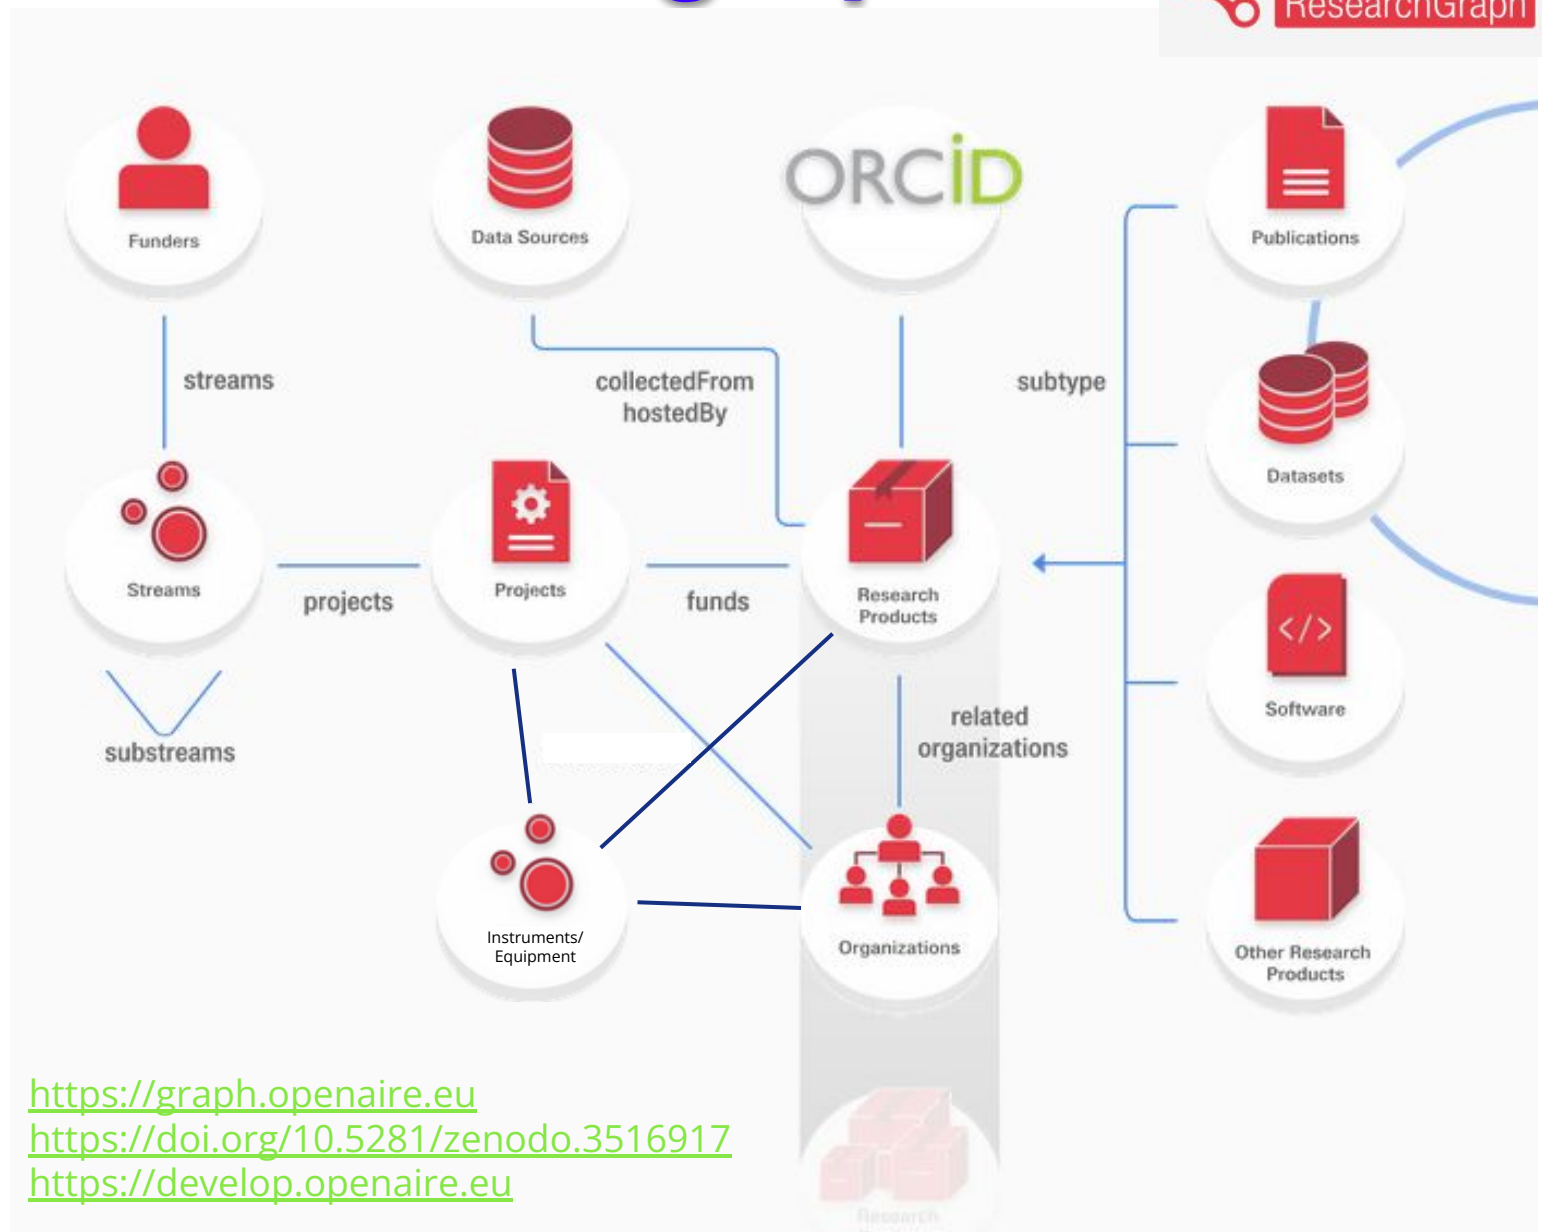 ResearchGraph
ORCiD
Funders
Data Sources
Publications
streams
collectedFrom
hostedBy
subtype
Datasets
Streams
projects
Projects
funds
Research
Products
</>
Software
substreams
related
organizations
Instruments/
Equipment
Organizations
Other Research
Products
https://graph.openaire.eu
https://doi.org/10.5281/zenodo.3516917
https://develop.openaire.eu
Research